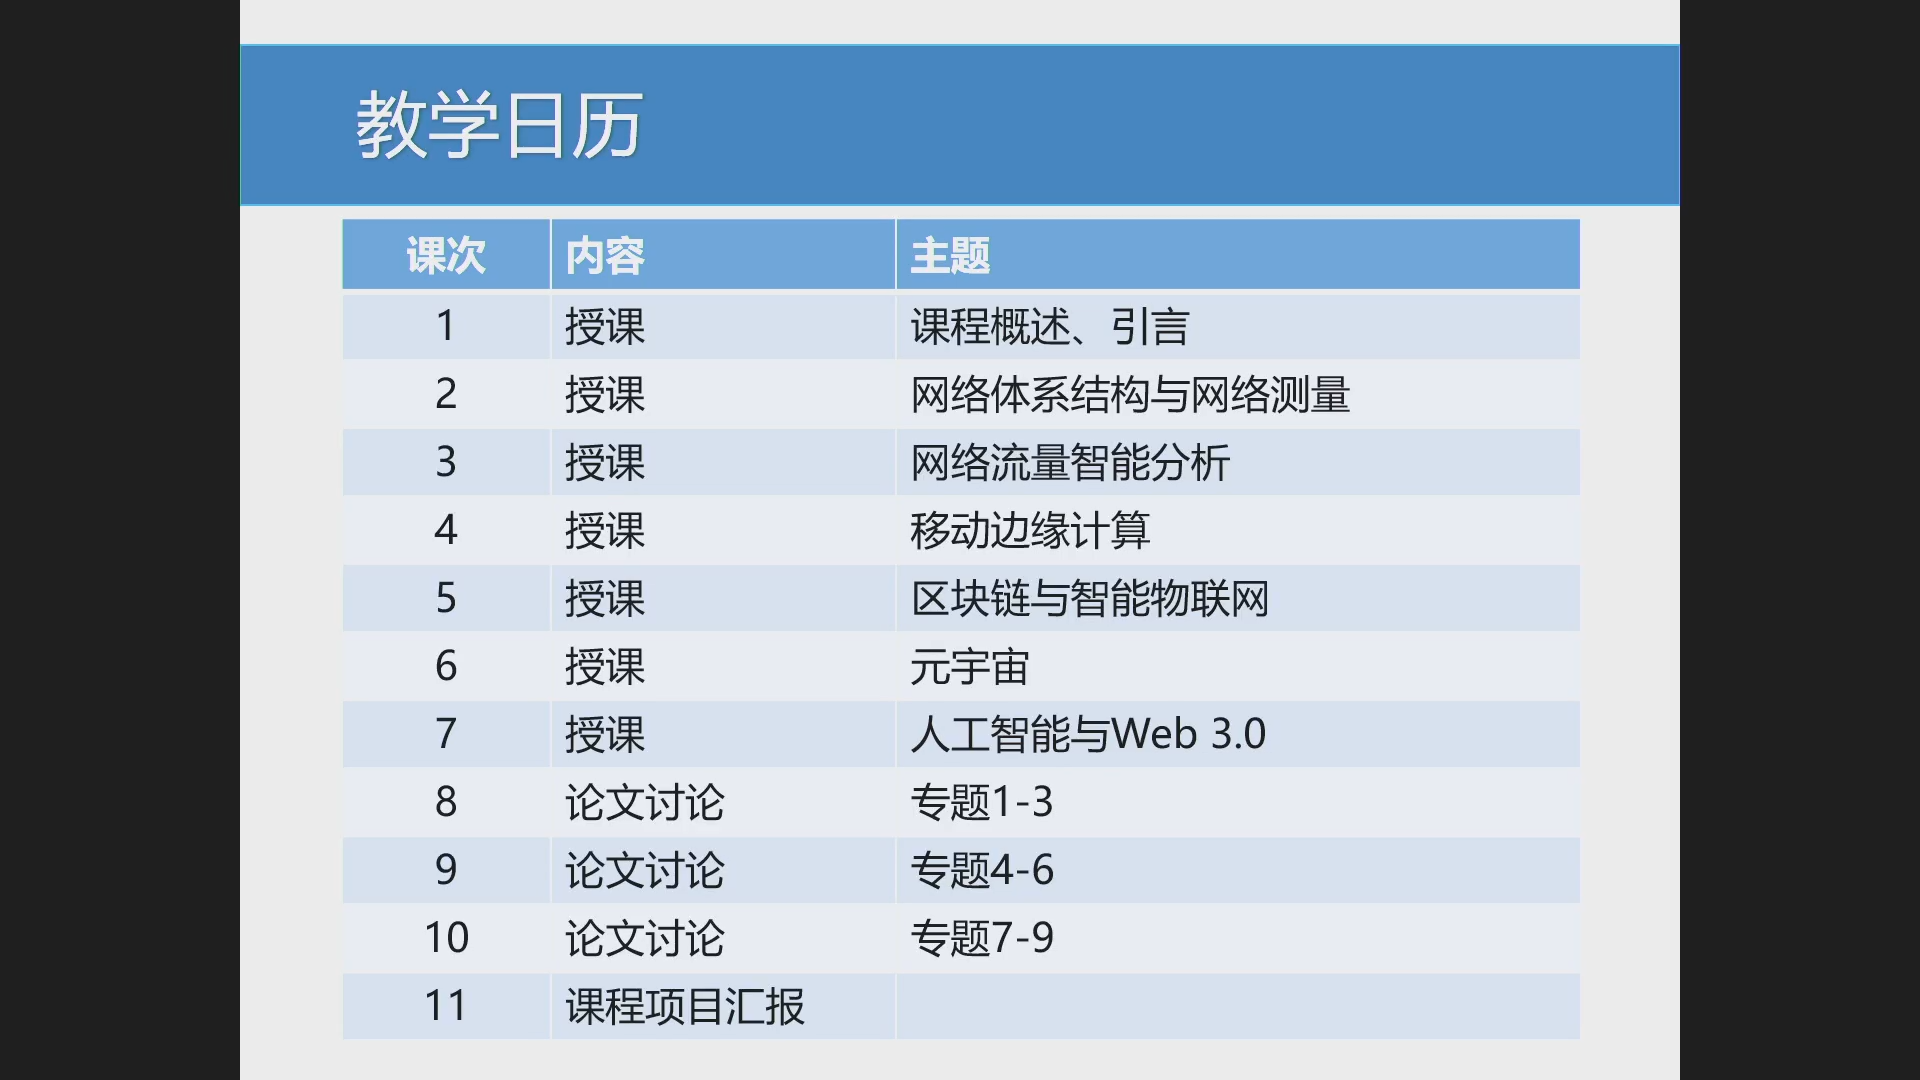 教学日历
课次 内容 主题
1 授课 课程概述、引言
2 授课 网络体系结构与网络测量
3 授课 网络流量智能分析
4 授课 移动边缘计算
5 授课 区块链与智能物联网
6 授课 元宇宙
7 授课 人工智能与Web 3.0
8 论文讨论 专题1-3
9 论文讨论 专题4-6
10 论文讨论 专题7-9
11 课程项目汇报